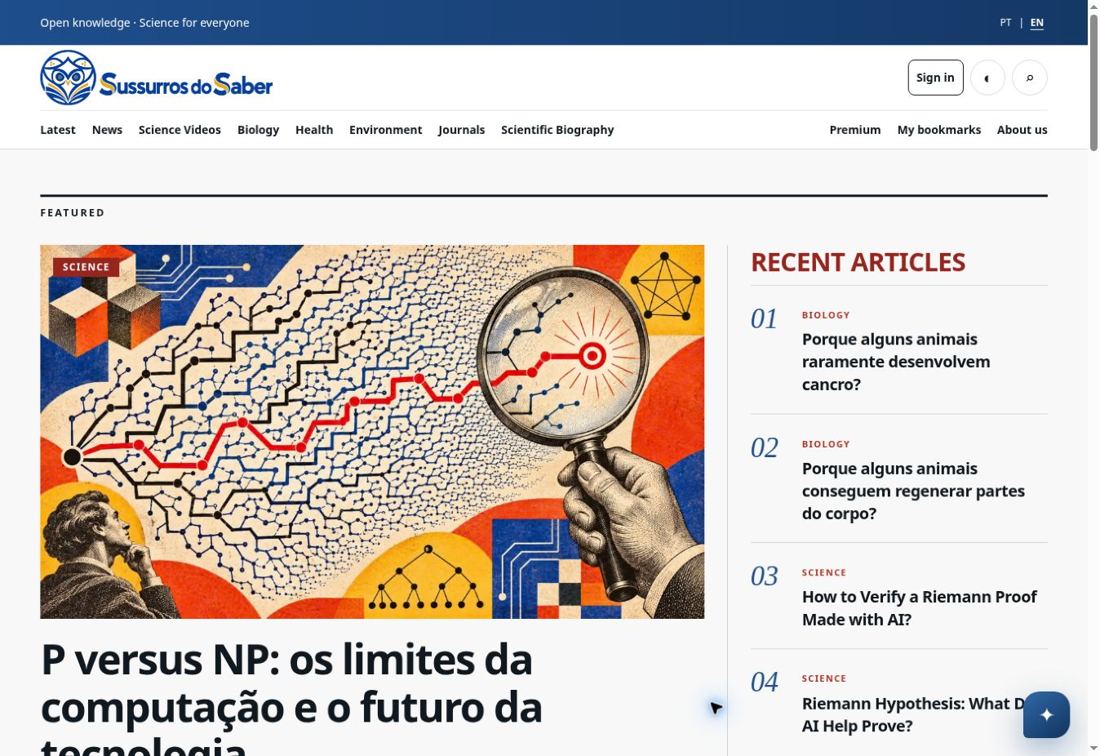 Open knowledge · Science for everyone
PT | EN
Sussurros do Saber
Sign in
Latest News Science Videos Biology Health Environment Journals Scientific Biography
Premium My bookmarks About us
FEATURED
SCIENCE
P versus NP: os limites da
computação e o futuro da
tecnologia
RECENT ARTICLES
01
BIOLOGY
Porque alguns animais
raramente desenvolvem
cancro?
02
BIOLOGY
Porque alguns animais
conseguem regenerar partes
do corpo?
03
SCIENCE
How to Verify a Riemann Proof
Made with AI?
04
SCIENCE
Riemann Hypothesis: What D
AI Help Prove?